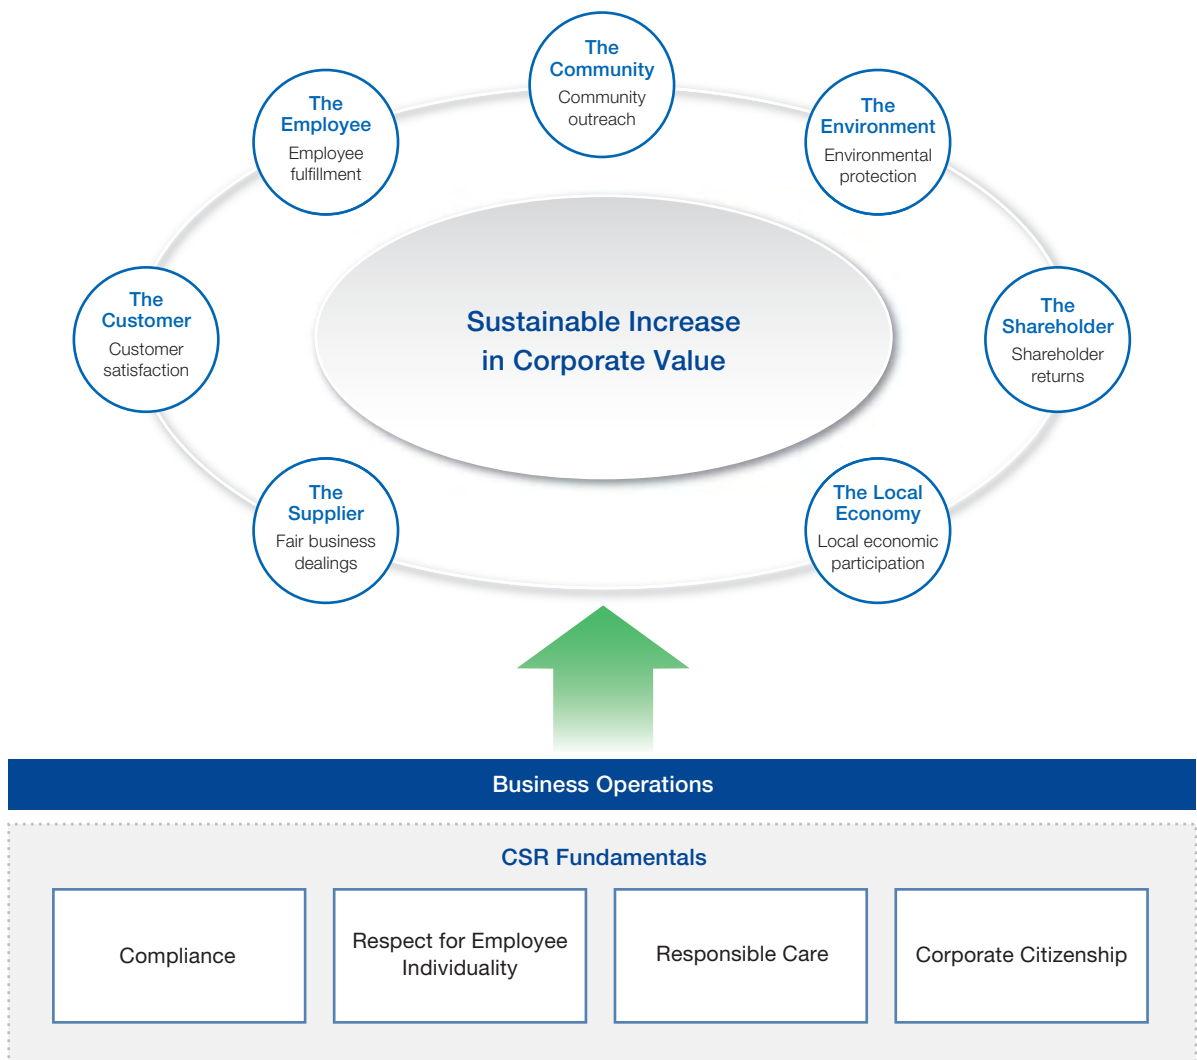 The
Community
Community
outreach
The
Employee
Employee
fulfillment
The
Environment
Environmental
protection
The
Customer
Customer
satisfaction
Sustainable Increase
in Corporate Value
The
Shareholder
Shareholder
returns
The
Supplier
Fair business
dealings
The Local
Economy
Local economic
participation
Business Operations
CSR Fundamentals
Compliance
Respect for Employee
Individuality
Responsible Care
Corporate Citizenship